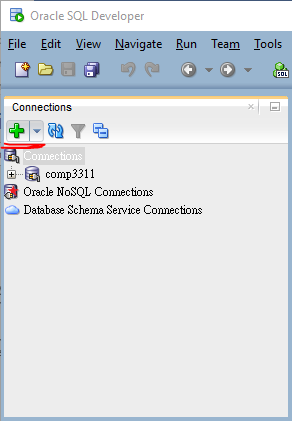 Oracle SQL Developer
File Edit View Navigate Run Team Tools
SQL
Connections
Connections
comp3311
Oracle NoSQL Connections
Database Schema Service Connections